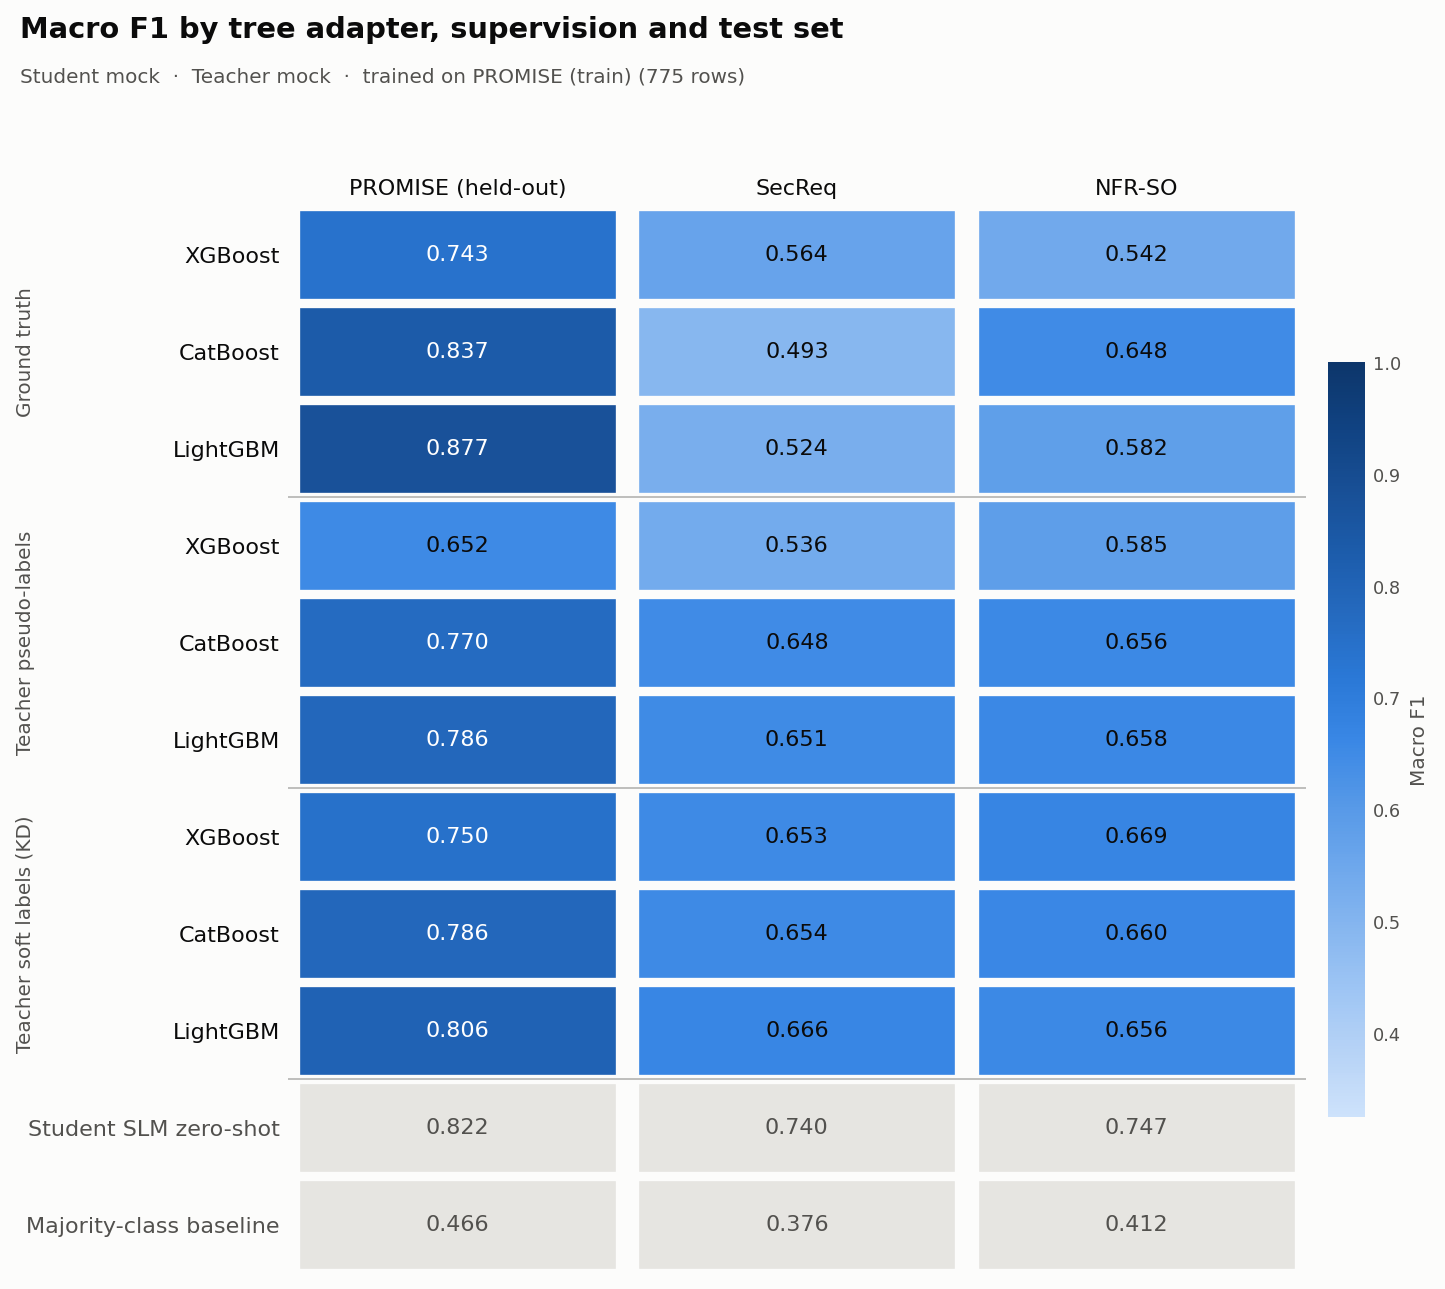 Macro F1 by tree adapter, supervision and test set
Student mock · Teacher mock · trained on PROMISE (train) (775 rows)
PROMISE (held-out) SecReq NFR-SO
Ground truth
XGBoost 0.743 0.564 0.542
CatBoost 0.837 0.493 0.648
LightGBM 0.877 0.524 0.582
Teacher pseudo-labels
XGBoost 0.652 0.536 0.585
CatBoost 0.770 0.648 0.656
LightGBM 0.786 0.651 0.658
Teacher soft labels (KD)
XGBoost 0.750 0.653 0.669
CatBoost 0.786 0.654 0.660
LightGBM 0.806 0.666 0.656
Student SLM zero-shot 0.822 0.740 0.747
Majority-class baseline 0.466 0.376 0.412
1.0
0.9
0.8
0.7
0.6
0.5
0.4
Macro F1